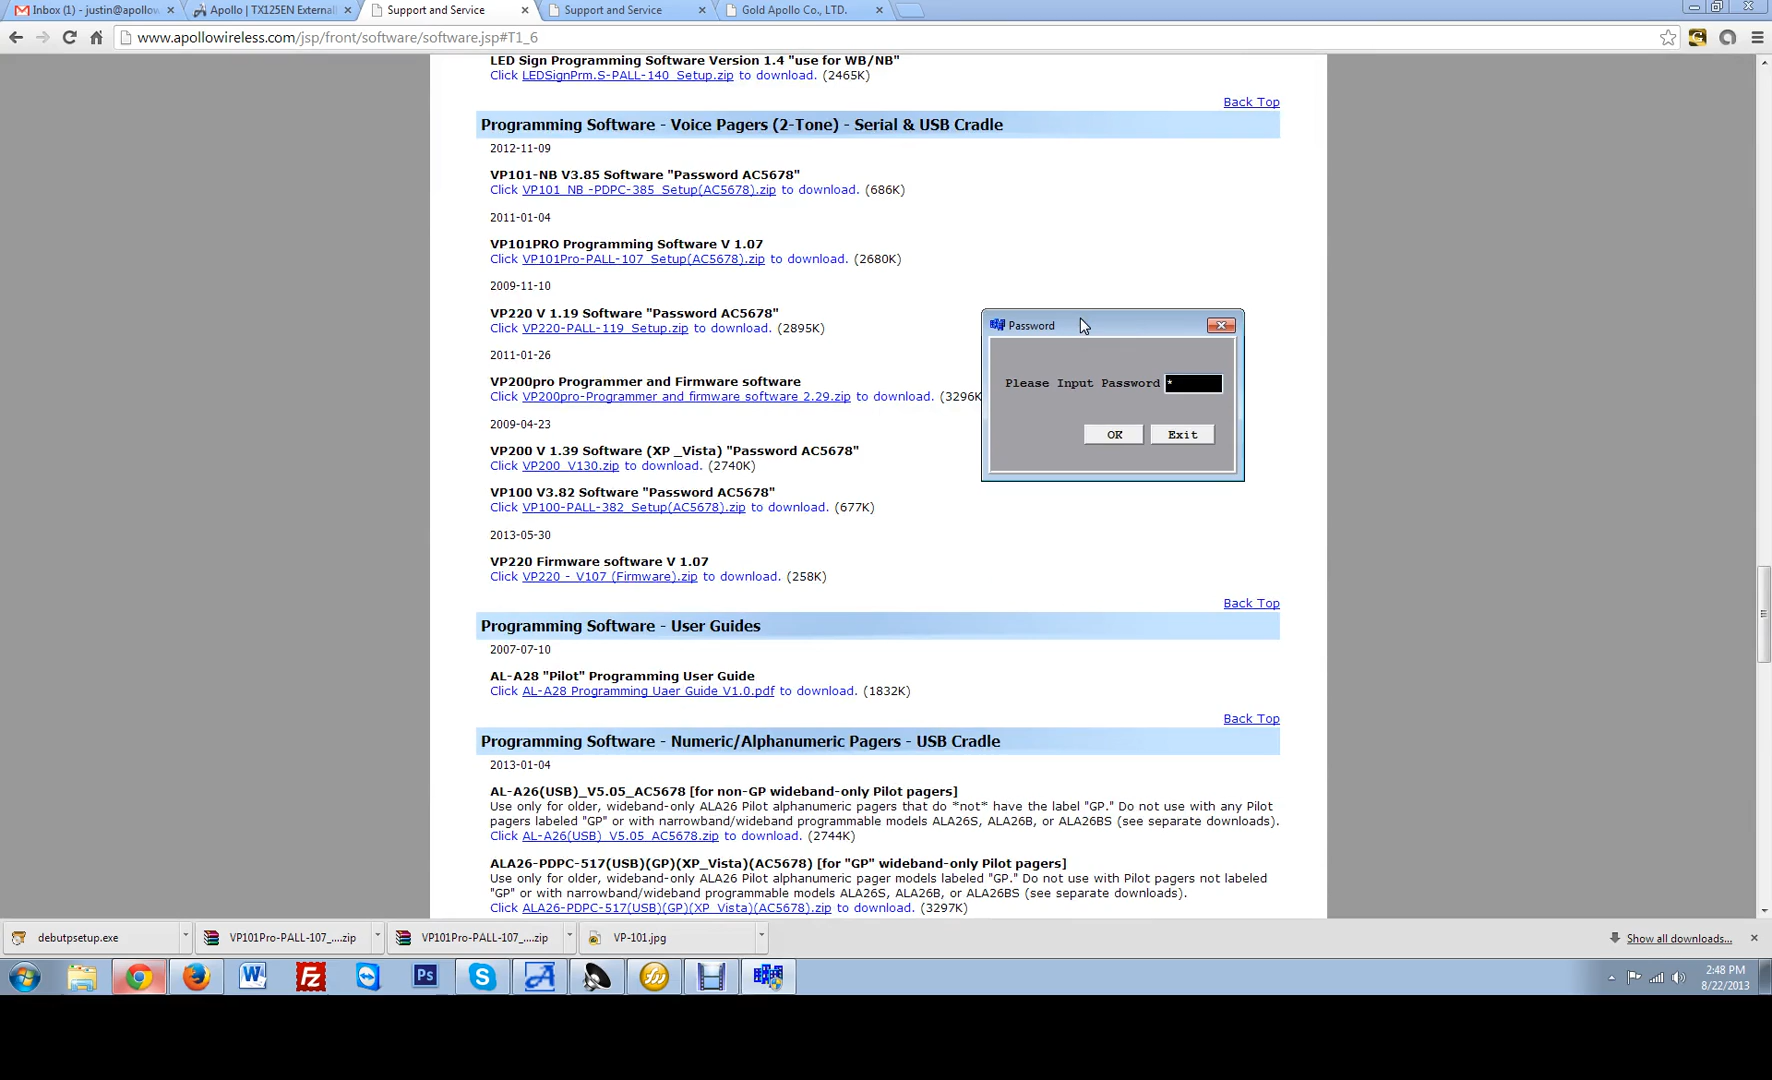 Inbox (1) - justin@apollow
Apollo | TX125EN External
Support and Service
Support and Service
Gold Apollo Co., LTD.
www.apollowireless.com/jsp/front/software/software.jsp#T1_6
LED Sign Programming Software Version 1.4 "use for WB/NB"
Click LEDSignPrm.S-PALL-140_Setup.zip to download. (2465K)
Back Top
Programming Software - Voice Pagers (2-Tone) - Serial & USB Cradle
2012-11-09
VP101-NB V3.85 Software "Password AC5678"
Click VP101_NB -PDPC-385_Setup(AC5678).zip to download. (686K)
2011-01-04
VP101PRO Programming Software V 1.07
Click VP101Pro-PALL-107_Setup(AC5678).zip to download. (2680K)
2009-11-10
VP220 V 1.19 Software "Password AC5678"
Click VP220-PALL-119_Setup.zip to download. (2895K)
2011-01-26
VP200pro Programmer and Firmware software
Click VP200pro-Programmer and firmware software 2.29.zip to download. (3296K
2009-04-23
VP200 V 1.39 Software (XP _Vista) "Password AC5678"
Click VP200_V130.zip to download. (2740K)
VP100 V3.82 Software "Password AC5678"
Click VP100-PALL-382_Setup(AC5678).zip to download. (677K)
2013-05-30
VP220 Firmware software V 1.07
Click VP220 - V107 (Firmware).zip to download. (258K)
Password
Please Input Password *
OK Exit
Back Top
Programming Software - User Guides
2007-07-10
AL-A28 "Pilot" Programming User Guide
Click AL-A28 Programming Uaer Guide V1.0.pdf to download. (1832K)
Back Top
Programming Software - Numeric/Alphanumeric Pagers - USB Cradle
2013-01-04
AL-A26(USB)_V5.05_AC5678 [for non-GP wideband-only Pilot pagers]
Use only for older, wideband-only ALA26 Pilot alphanumeric pagers that do *not* have the label "GP." Do not use with any Pilot
pagers labeled "GP" or with narrowband/wideband programmable models ALA26S, ALA26B, or ALA26BS (see separate downloads).
Click AL-A26(USB)_V5.05_AC5678.zip to download. (2744K)
ALA26-PDPC-517(USB)(GP)(XP_Vista)(AC5678) [for "GP" wideband-only Pilot pagers]
Use only for older, wideband-only ALA26 Pilot alphanumeric pager models labeled "GP." Do not use with Pilot pagers not labeled
"GP" or with narrowband/wideband programmable models ALA26S, ALA26B, or ALA26BS (see separate downloads).
Click ALA26-PDPC-517(USB)(GP)(XP_Vista)(AC5678).zip to download. (3297K)
debutpsetup.exe
VP101Pro-PALL-107_....zip
VP101Pro-PALL-107_....zip
VP-101.jpg
Show all downloads...
2:48 PM
8/22/2013